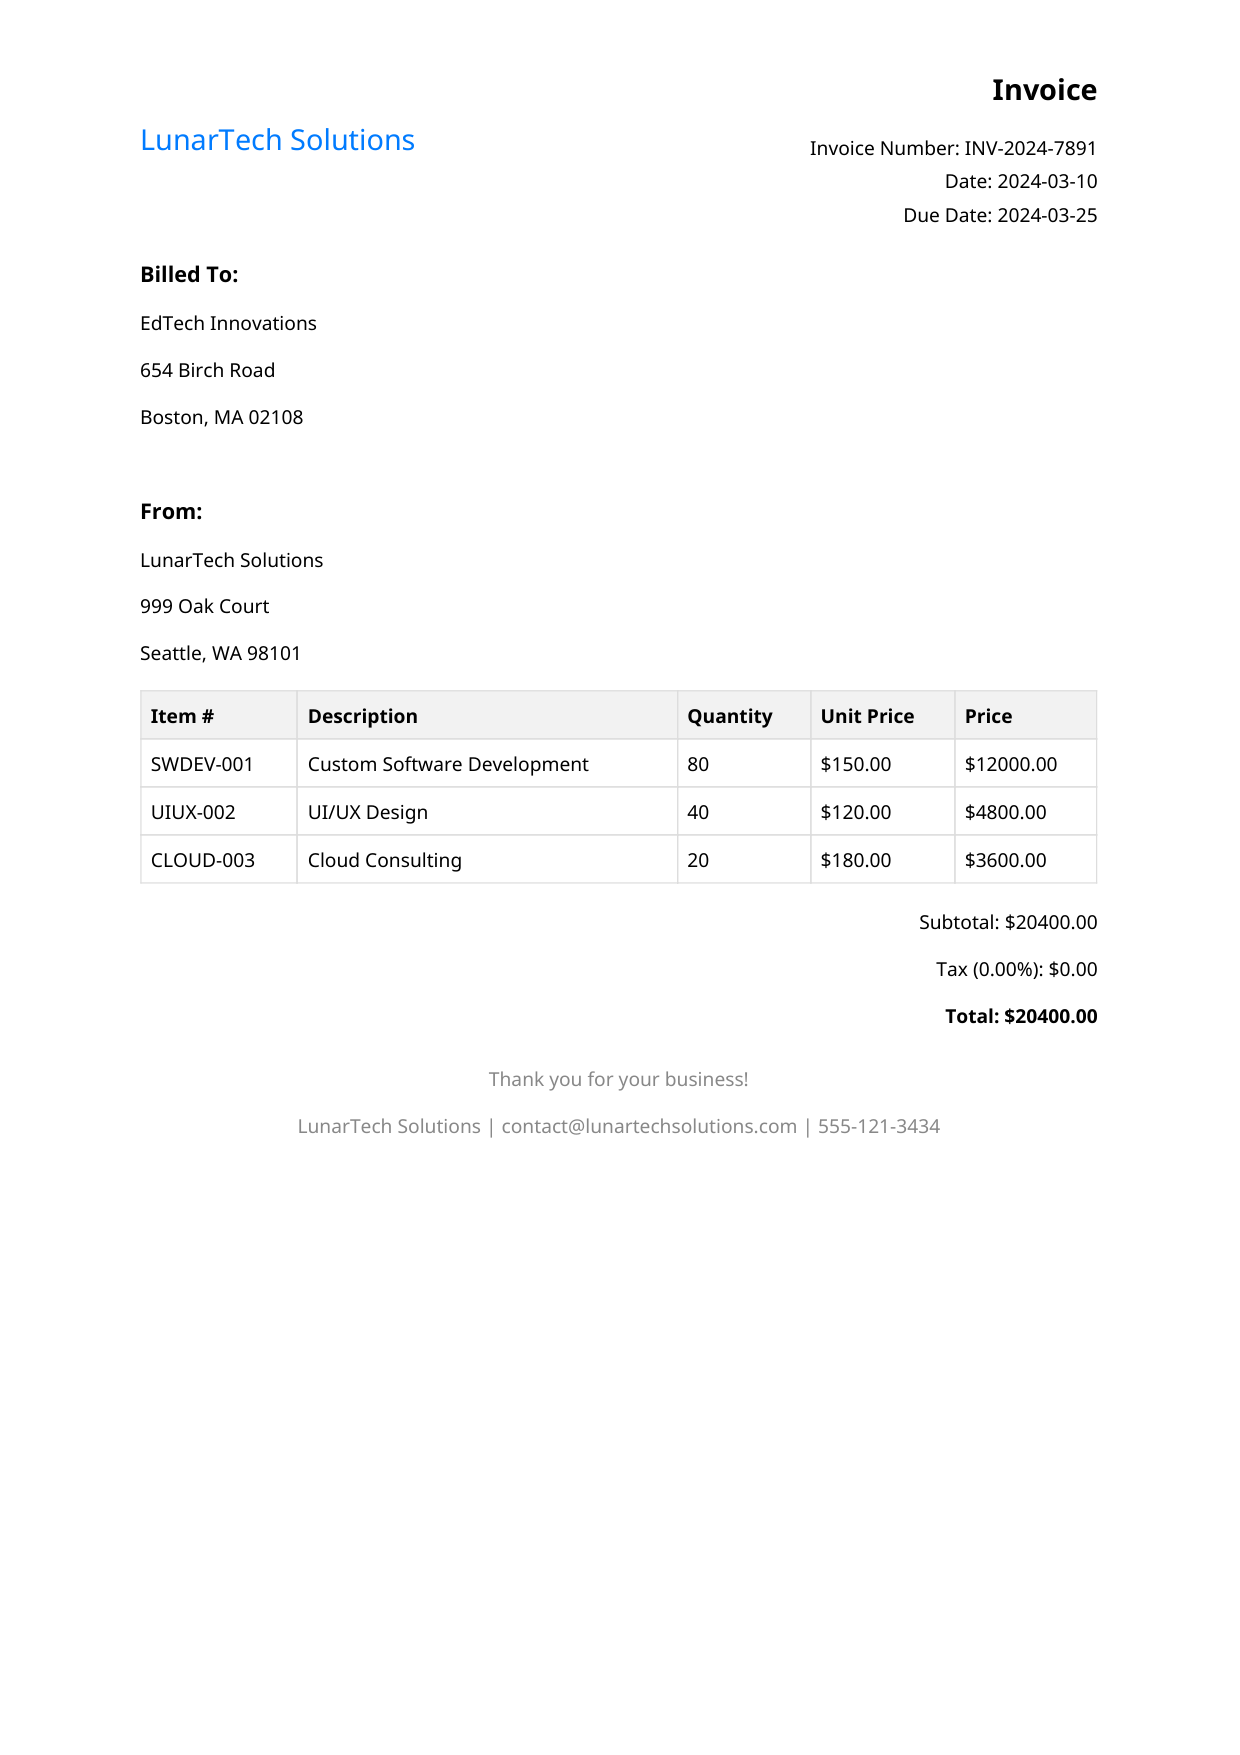 Invoice
LunarTech Solutions
Invoice Number: INV-2024-7891
Date: 2024-03-10
Due Date: 2024-03-25
Billed To:
EdTech Innovations
654 Birch Road
Boston, MA 02108
From:
LunarTech Solutions
999 Oak Court
Seattle, WA 98101
Item # Description Quantity Unit Price Price
SWDEV-001 Custom Software Development 80 $150.00 $12000.00
UIUX-002 UI/UX Design 40 $120.00 $4800.00
CLOUD-003 Cloud Consulting 20 $180.00 $3600.00
Subtotal: $20400.00
Tax (0.00%): $0.00
Total: $20400.00
Thank you for your business!
LunarTech Solutions | contact@lunartechsolutions.com | 555-121-3434